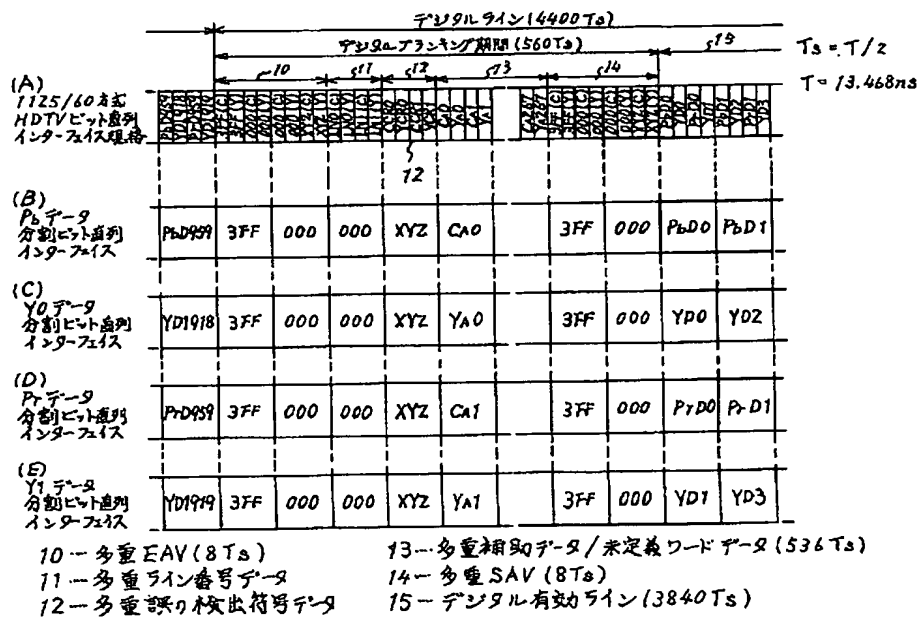 デジタルライン(4400Ts)
デジタルブランキング期間(560Ts)
15
Ts = T/2
10
11
12
13
14
T = 13.468ns
(A)
1125/60方式
HDTVビット直列
インターフェイス規格
12
(B)
Pbデータ
分割ビット直列
インターフェイス
PbD959 3FF 000 000 XYZ CA0 3FF 000 PbD0 PbD1
(C)
Y0データ
分割ビット直列
インターフェイス
YD1918 3FF 000 000 XYZ YA0 3FF 000 YD0 YD2
(D)
Prデータ
分割ビット直列
インターフェイス
PrD959 3FF 000 000 XYZ CA1 3FF 000 PrD0 PrD1
(E)
Y1データ
分割ビット直列
インターフェイス
YD1919 3FF 000 000 XYZ YA1 3FF 000 YD1 YD3
10…多重EAV(8Ts)
11…多重ライン番号データ
12…多重誤り検出符号データ
13…多重補助データ/未定義ワードデータ(536Ts)
14…多重SAV(8Ts)
15…デジタル有効ライン(3840Ts)